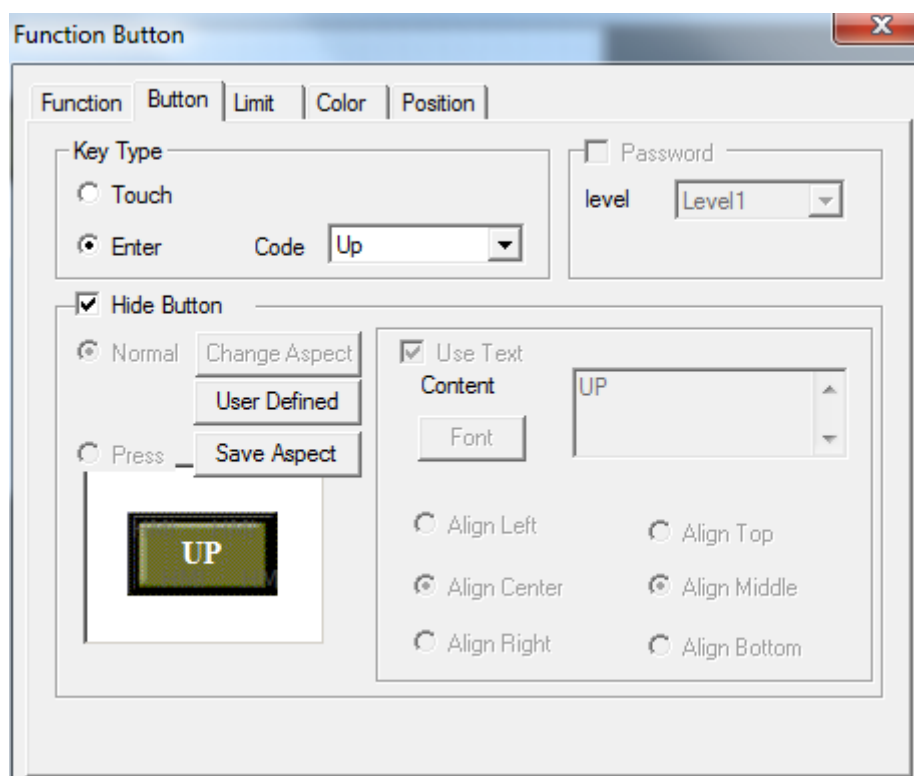 Function Button
Function Button Limit Color Position
Key Type
Touch
Enter Code Up
Password
level Level1
Hide Button
Normal Change Aspect
User Defined
Press Save Aspect
UP
Use Text
Content UP
Font
Align Left Align Top
Align Center Align Middle
Align Right Align Bottom